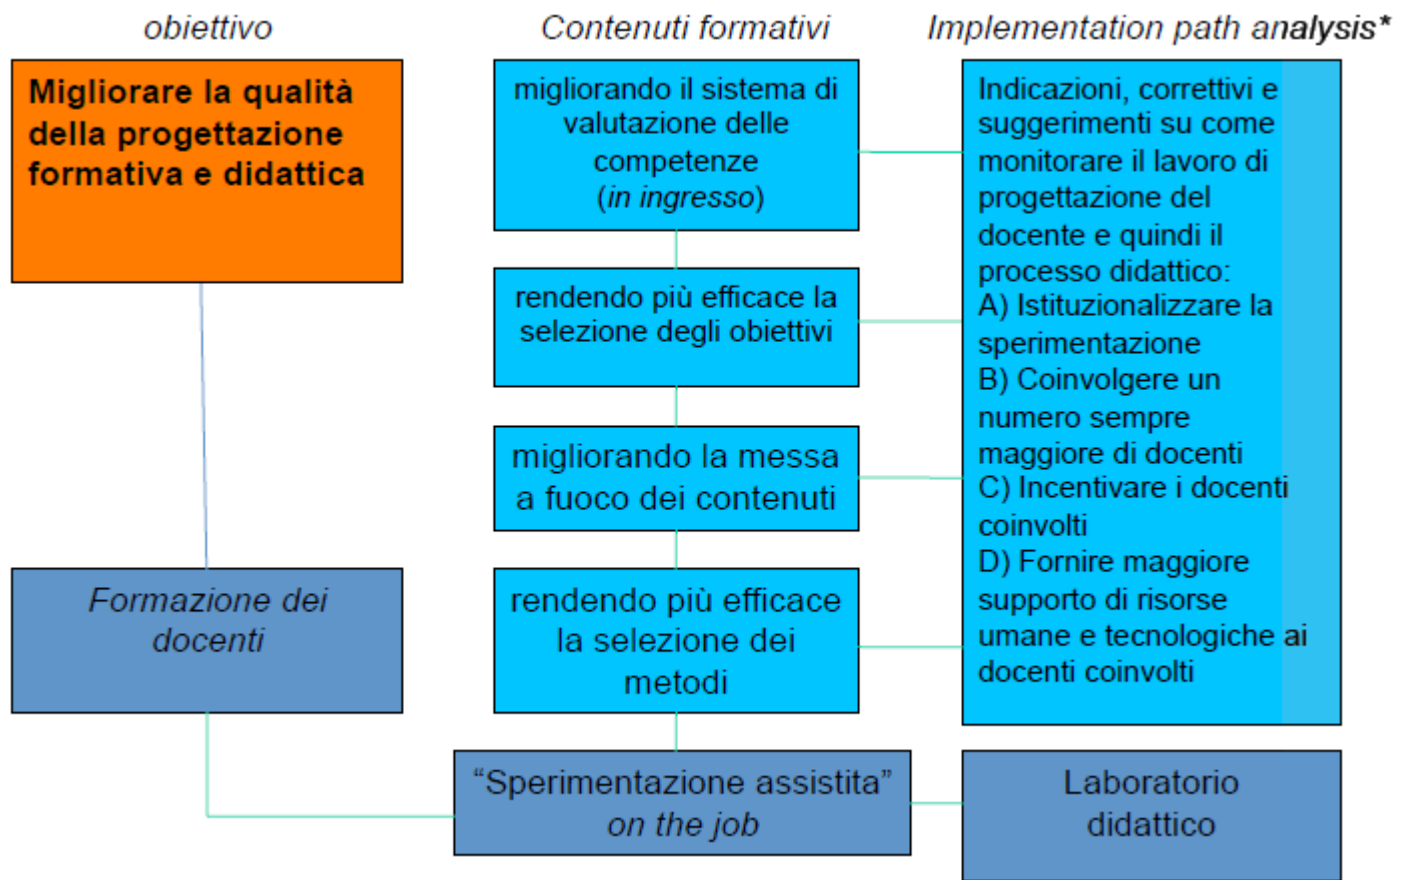 obiettivo
Contenuti formativi
Implementation path analysis*
Migliorare la qualità
della progettazione
formativa e didattica
Formazione dei
docenti
migliorando il sistema di
valutazione delle
competenze
(in ingresso)
rendendo più efficace la
selezione degli obiettivi
migliorando la messa
a fuoco dei contenuti
rendendo più efficace
la selezione dei
metodi
“Sperimentazione assistita”
on the job
Indicazioni, correttivi e
suggerimenti su come
monitorare il lavoro di
progettazione del
docente e quindi il
processo didattico:
A) Istituzionalizzare la
sperimentazione
B) Coinvolgere un
numero sempre
maggiore di docenti
C) Incentivare i docenti
coinvolti
D) Fornire maggiore
supporto di risorse
umane e tecnologiche ai
docenti coinvolti
Laboratorio
didattico